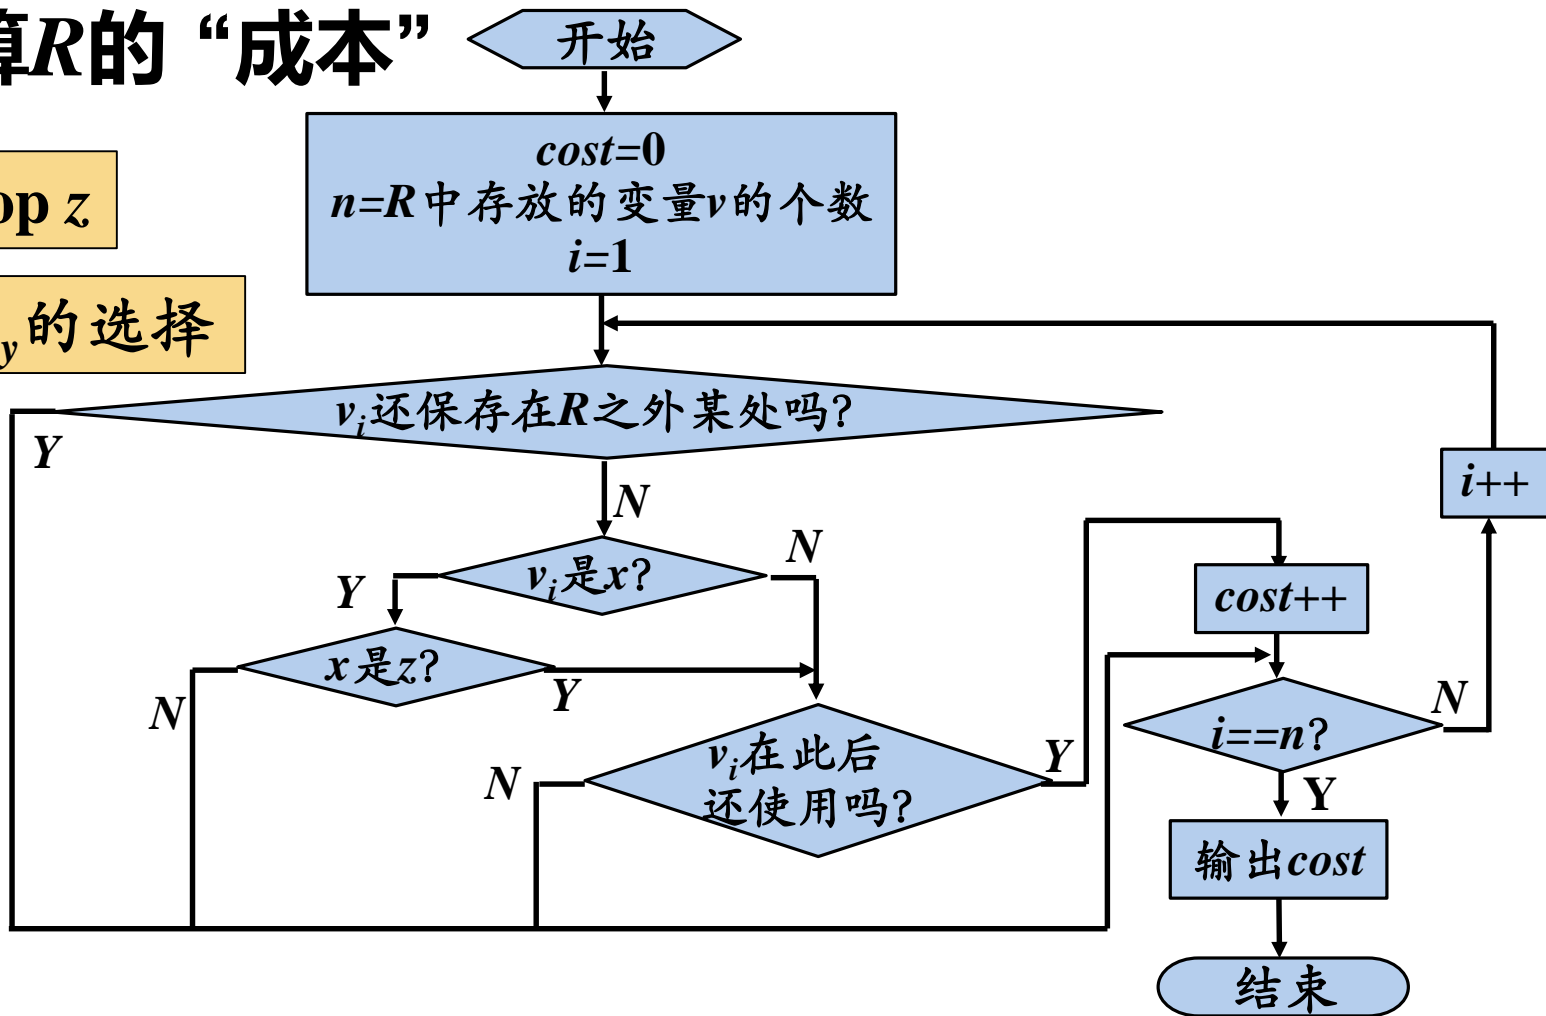 算R的“成本”
开始
cost=0
n=R中存放的变量v的个数
i=1
op z
y的选择
vi还保存在R之外某处吗?
Y
i++
N
vi是x?
N
Y
cost++
x是z?
N
Y
N
i==n?
vi在此后
还使用吗?
Y
N
Y
输出cost
结束